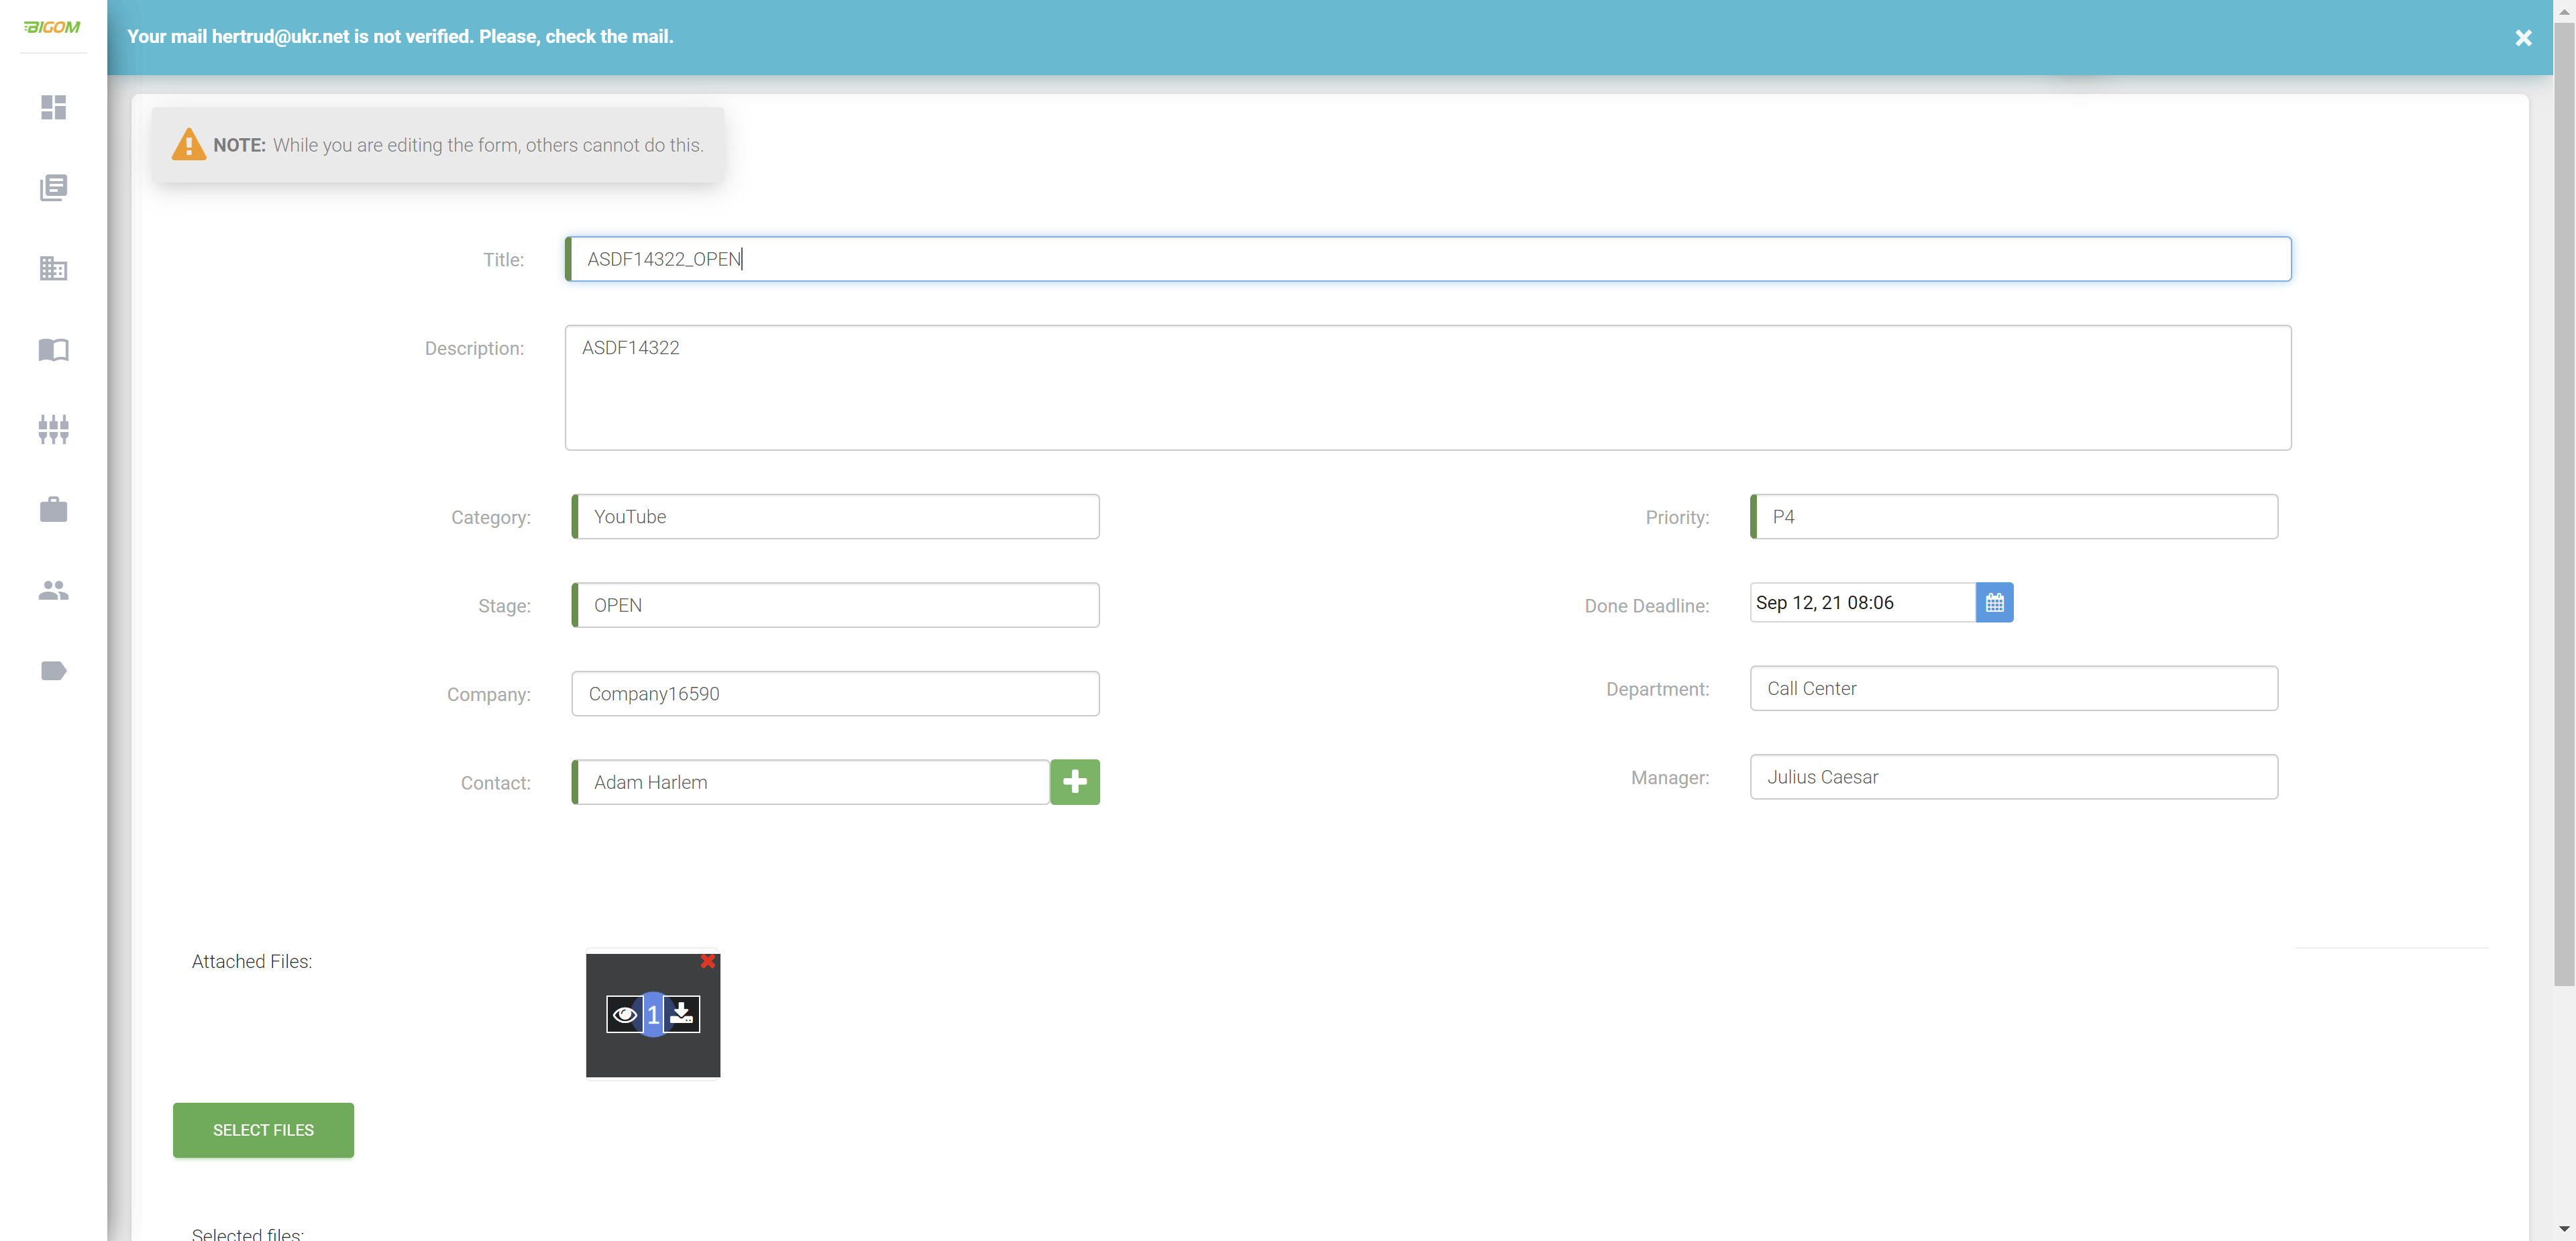 BIGOM
Your mail hertrud@ukr.net is not verified. Please, check the mail.
NOTE: While you are editing the form, others cannot do this.
Title: ASDF14322_OPEN
Description: ASDF14322
Category: YouTube
Priority: P4
Stage: OPEN
Done Deadline: Sep 12, 21 08:06
Company: Company16590
Department: Call Center
Contact: Adam Harlem
Manager: Julius Caesar
Attached Files:
1
SELECT FILES
Selected files: